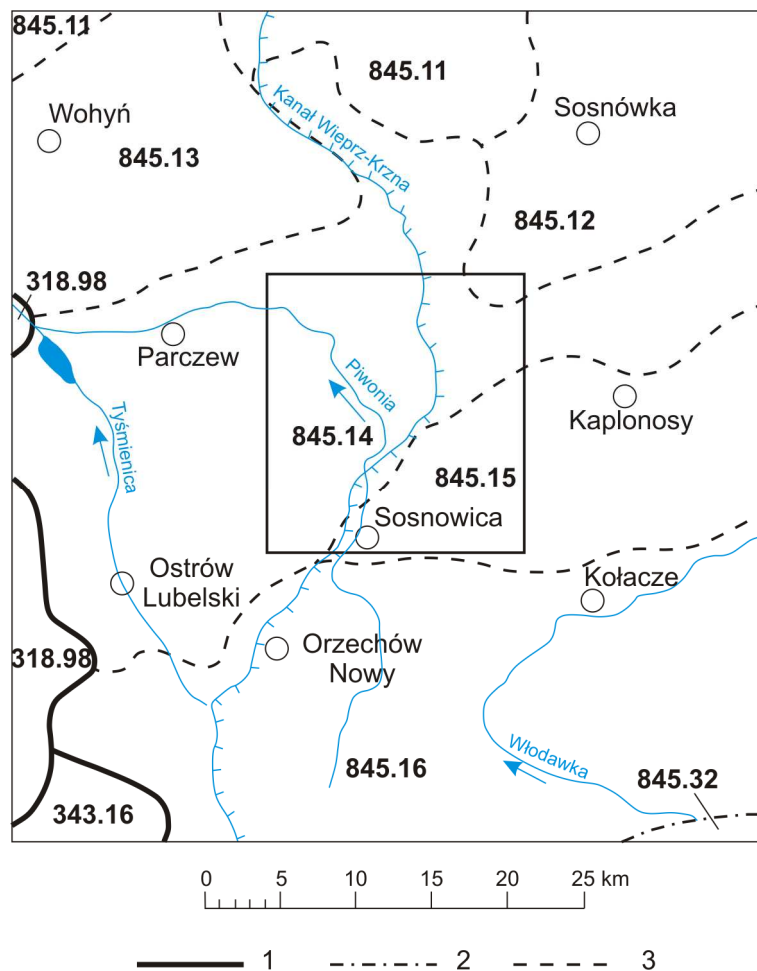 845.11
845.11
Kanał Wieprz-Krzna
Wohyń
Sosnówka
845.13
845.12
318.98
Parczew
Piwonia
Kaplonosy
Tyśmienica
845.14
845.15
Sosnowica
Ostrów
Lubelski
Kołacze
318.98
Orzechów
Nowy
Włodawka
845.16
845.32
343.16
0 5 10 15 20 25 km
1 2 3